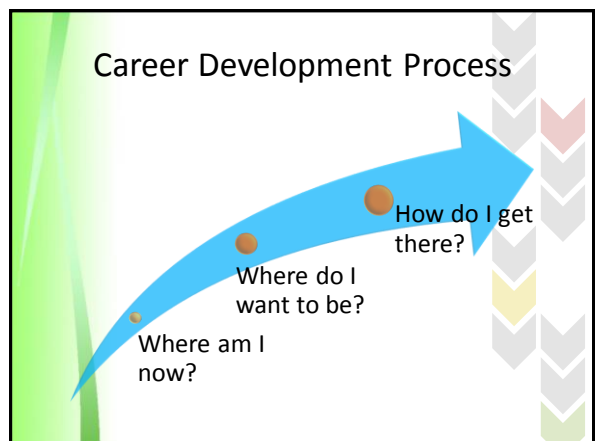 Career Development Process
How do I get
there?
Where do I
want to be?
Where am I
now?